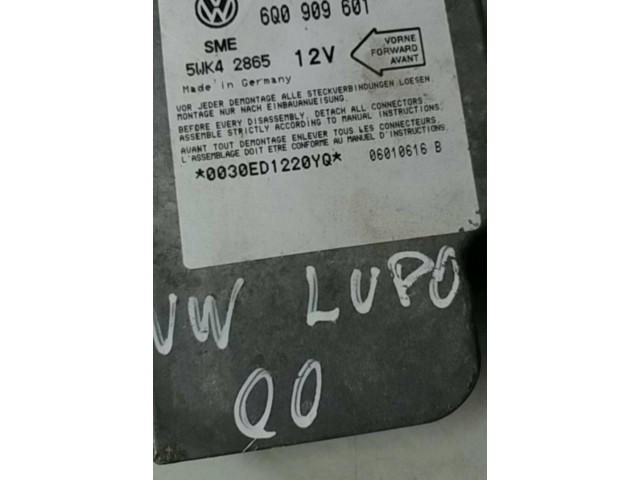 6Q0 909 601
SME
5WK4 2865 12V
VORNE
FORWARD
AVANT
Made in Germany
VOR JEDER DEMONTAGE ALLE STECKVERBINDUNGEN LOESEN.
MONTAGE NUR NACH EINBAUANWEISUNG.
BEFORE EVERY DISASSEMBLY, DETACH ALL CONNECTORS
ASSEMBLE STRICTLY ACCORDING TO MANUAL INSTRUCTIONS.
AVANT TOUT DEMONTAGE ENLEVER TOUS LES CONNECTEURS.
L'ASSEMBLAGE DOIT ETRE CONFORME AU MANUEL D'INSTRUCTIONS.
*0030ED1220YQ* 06010616 B
VW LUPO
00